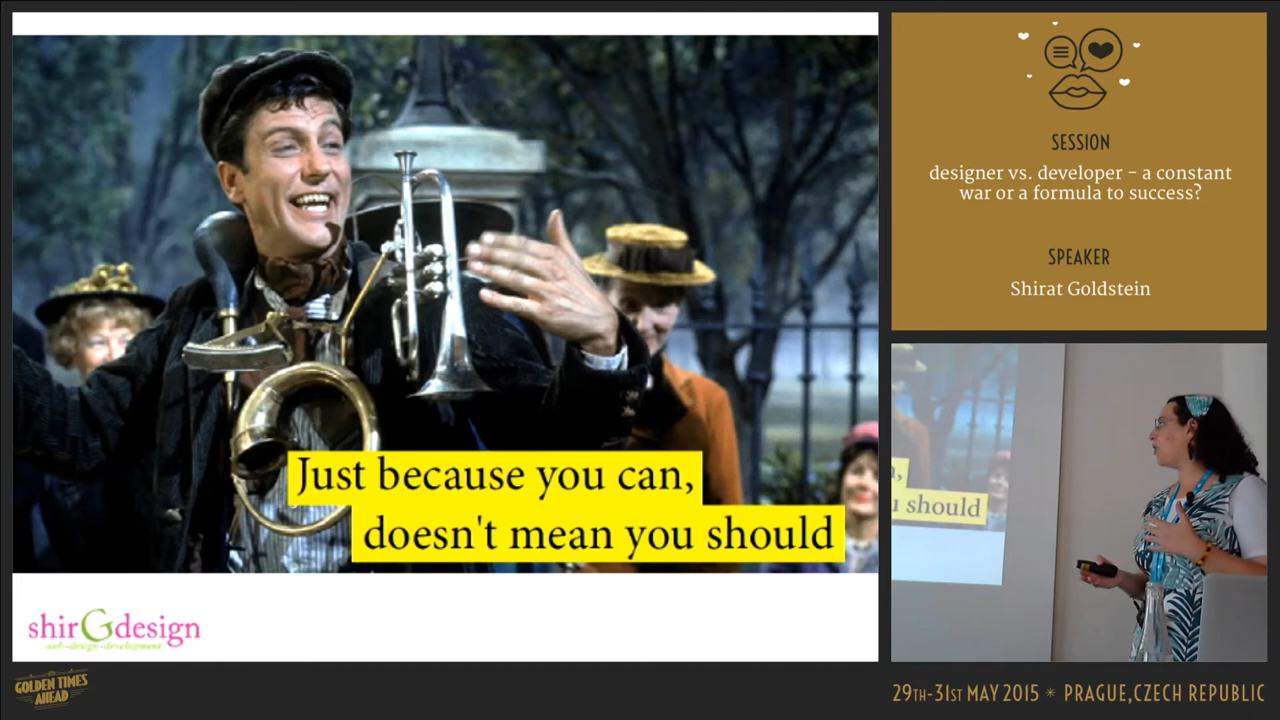 Just because you can,
doesn't mean you should
shirGdesign
web-design-development
GOLDEN TIMES
AHEAD
SESSION
designer vs. developer – a constant
war or a formula to success?
SPEAKER
Shirat Goldstein
u should
29TH-31ST MAY 2015 * PRAGUE,CZECH REPUBLIC